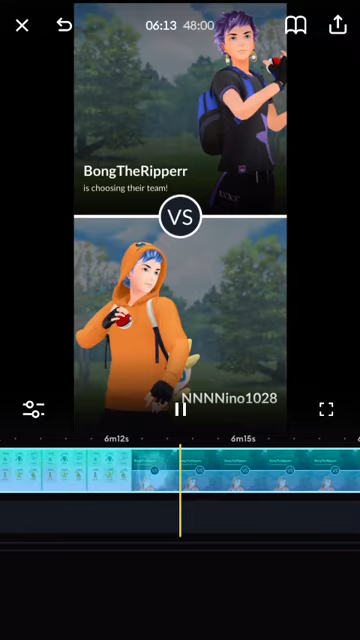 06:13 48:00
BongTheRipperr
is choosing their team!
VS
NNNNino1028
6m12s
6m15s